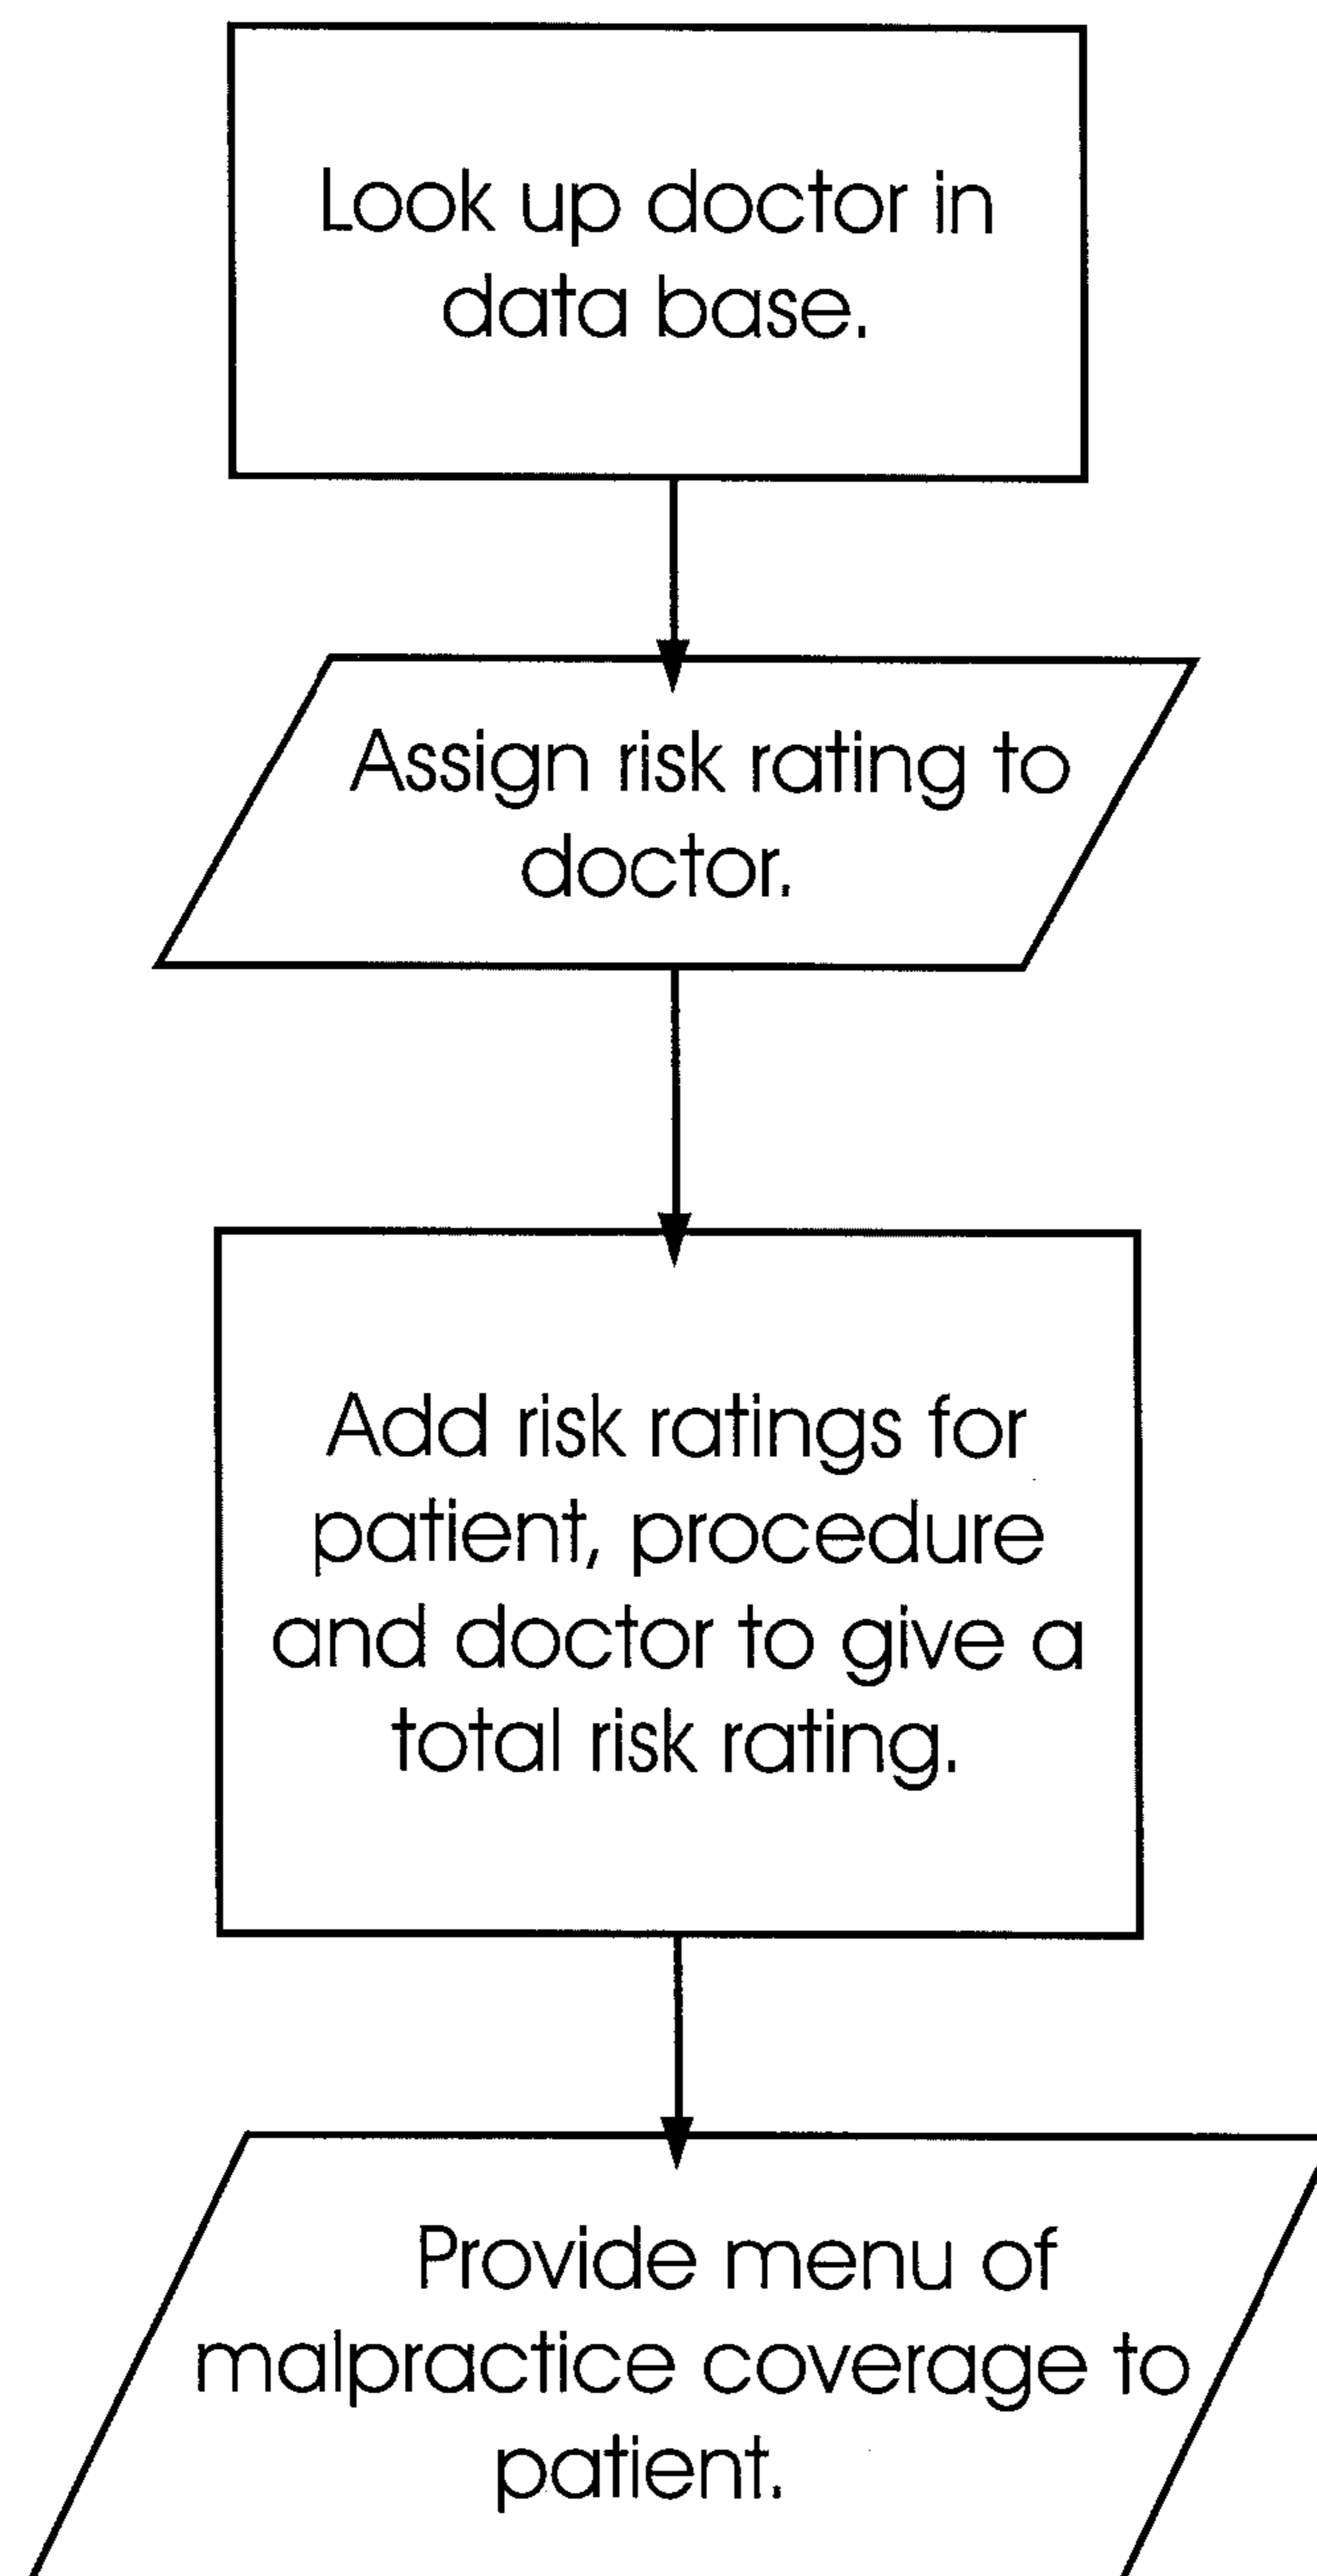 Look up doctor in
data base.
Assign risk rating to
doctor.
Add risk ratings for
patient, procedure
and doctor to give a
total risk rating.
Provide menu of
malpractice coverage to
patient.